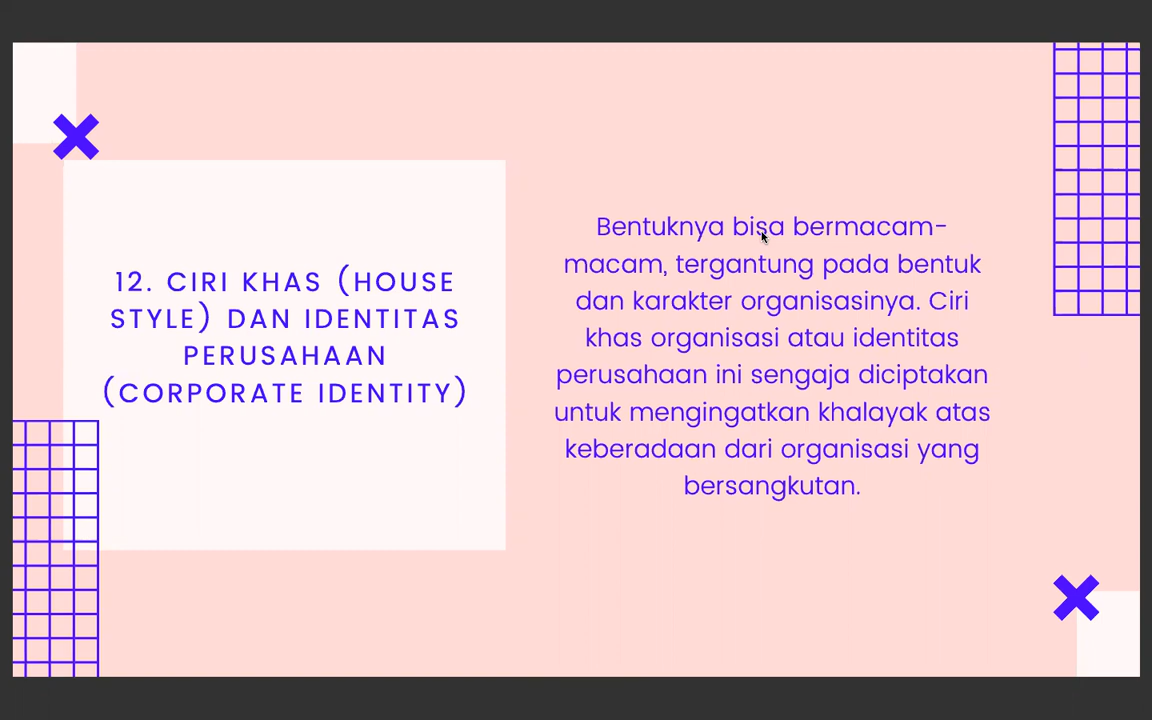 12. CIRI KHAS (HOUSE
STYLE) DAN IDENTITAS
PERUSAHAAN
(CORPORATE IDENTITY)
Bentuknya bisa bermacam-
macam, tergantung pada bentuk
dan karakter organisasinya. Ciri
khas organisasi atau identitas
perusahaan ini sengaja diciptakan
untuk mengingatkan khalayak atas
keberadaan dari organisasi yang
bersangkutan.